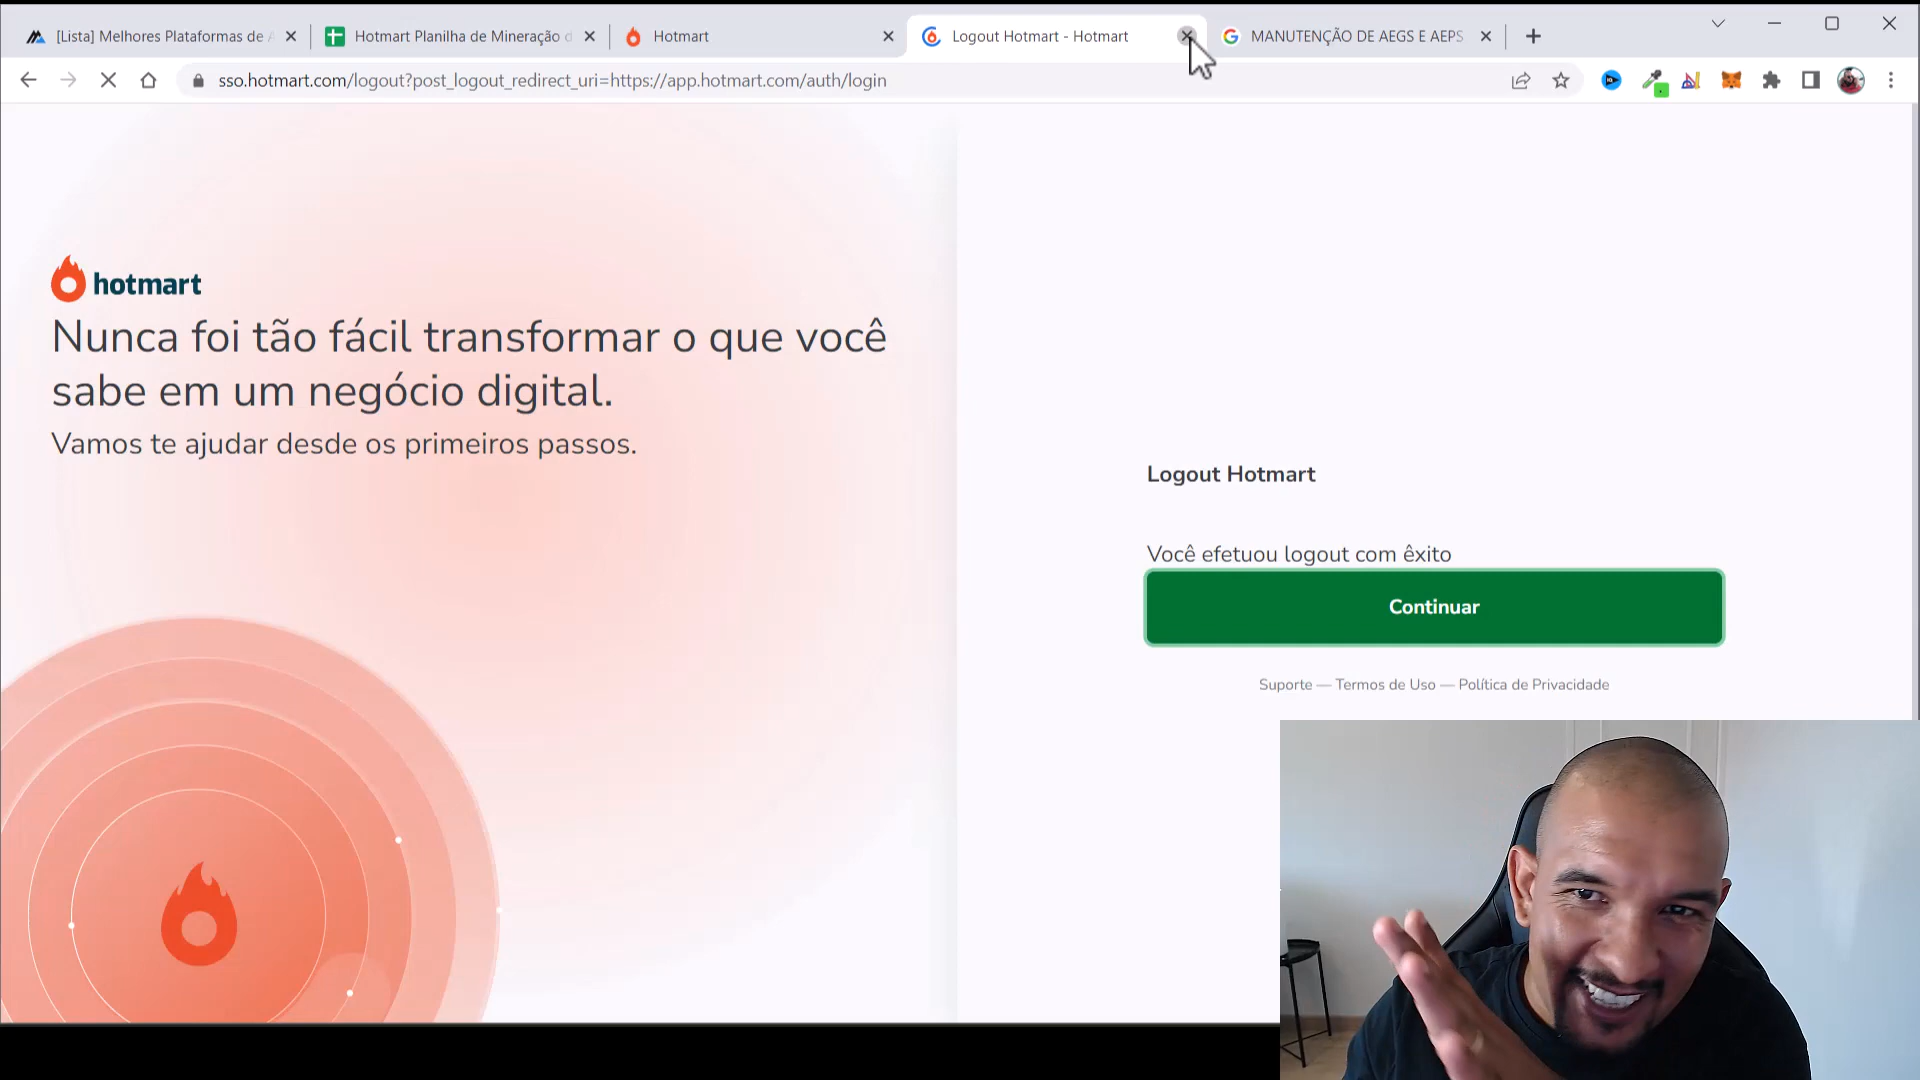 [Lista] Melhores Plataformas de A
Hotmart Planilha de Mineração d
Hotmart
Logout Hotmart - Hotmart
MANUTENÇÃO DE AEGS E AEPS
sso.hotmart.com/logout?post_logout_redirect_uri=https://app.hotmart.com/auth/login
hotmart
Nunca foi tão fácil transformar o que você
sabe em um negócio digital.
Vamos te ajudar desde os primeiros passos.
Logout Hotmart
Você efetuou logout com êxito
Continuar
Suporte — Termos de Uso — Política de Privacidade